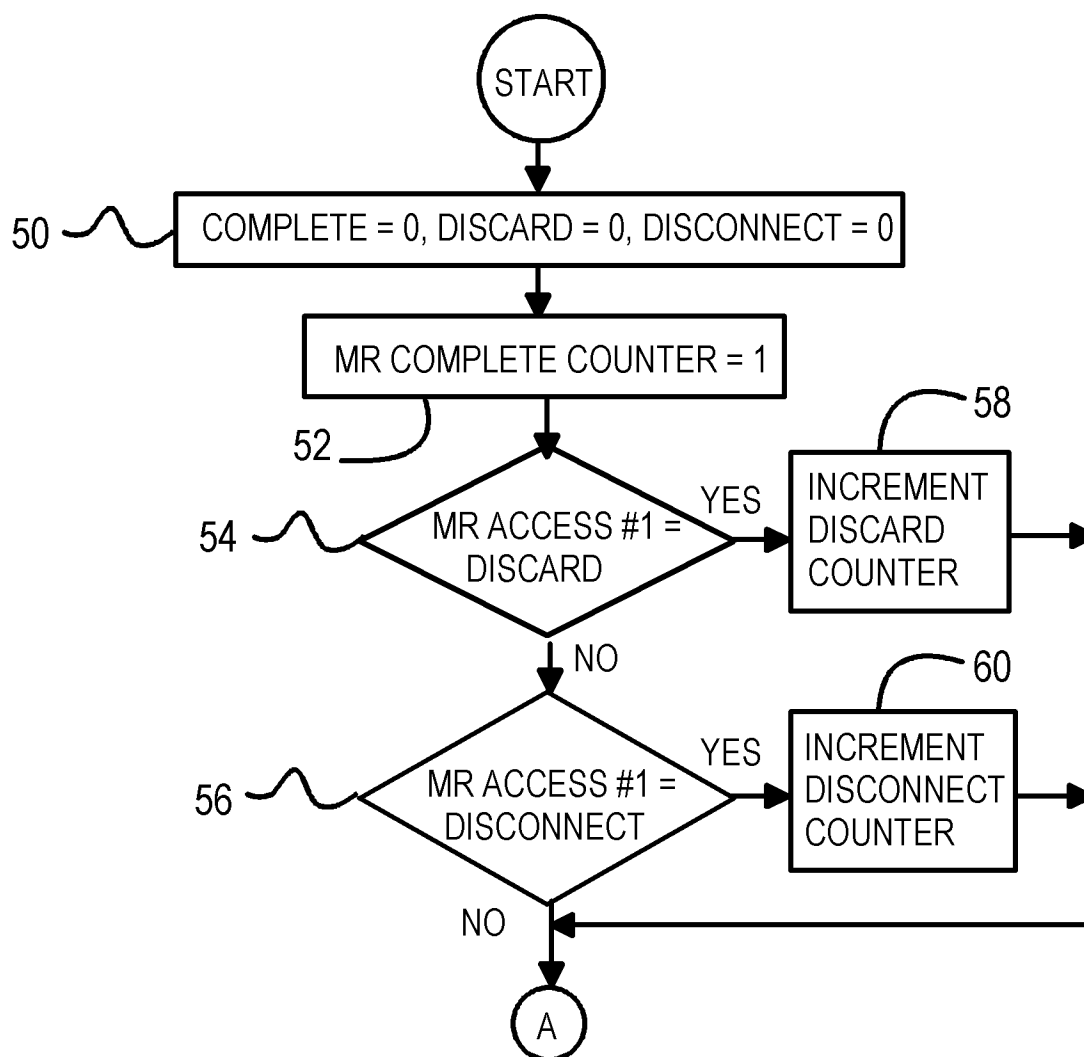 START
50
COMPLETE = 0, DISCARD = 0, DISCONNECT = 0
MR COMPLETE COUNTER = 1
52
58
54
MR ACCESS #1 =
DISCARD
YES
INCREMENT
DISCARD
COUNTER
NO
60
56
MR ACCESS #1 =
DISCONNECT
YES
INCREMENT
DISCONNECT
COUNTER
NO
A